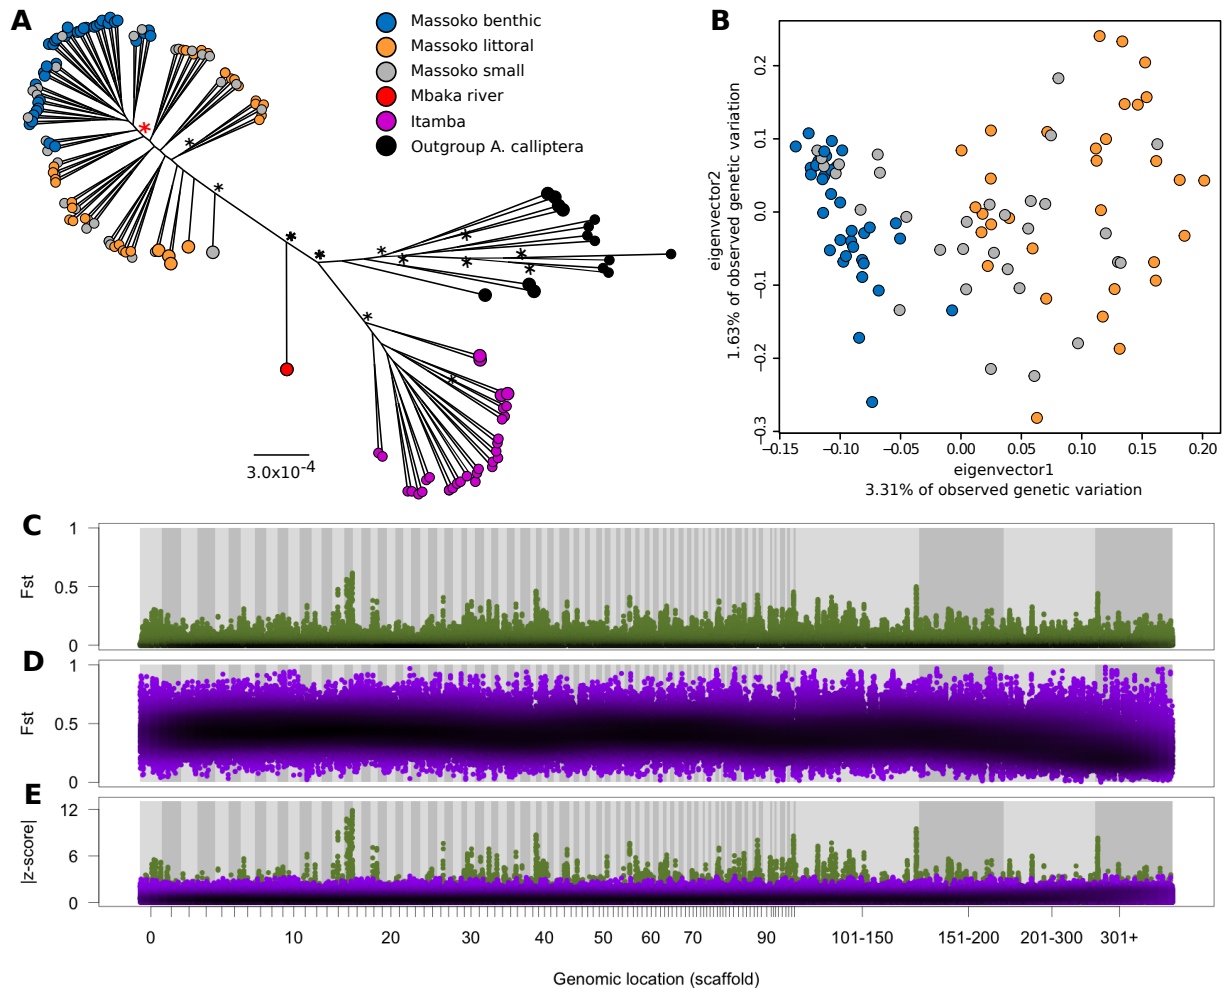 A
Massoko benthic
Massoko littoral
Massoko small
Mbaka river
Itamba
Outgroup A. calliptera
*
*
*
*
*
*
*
*
*
*
*
*
*
*
3.0x10-4
B
eigenvector2
1.63% of observed genetic variation
0.2
0.1
0.0
−0.1
−0.2
−0.3
−0.15 −0.10 −0.05 0.00 0.05 0.10 0.15 0.20
eigenvector1
3.31% of observed genetic variation
C
Fst
1
0.5
0
D
Fst
1
0.5
0
E
|z-score|
12
6
0
0 10 20 30 40 50 60 70 90 101-150 151-200 201-300 301+
Genomic location (scaffold)